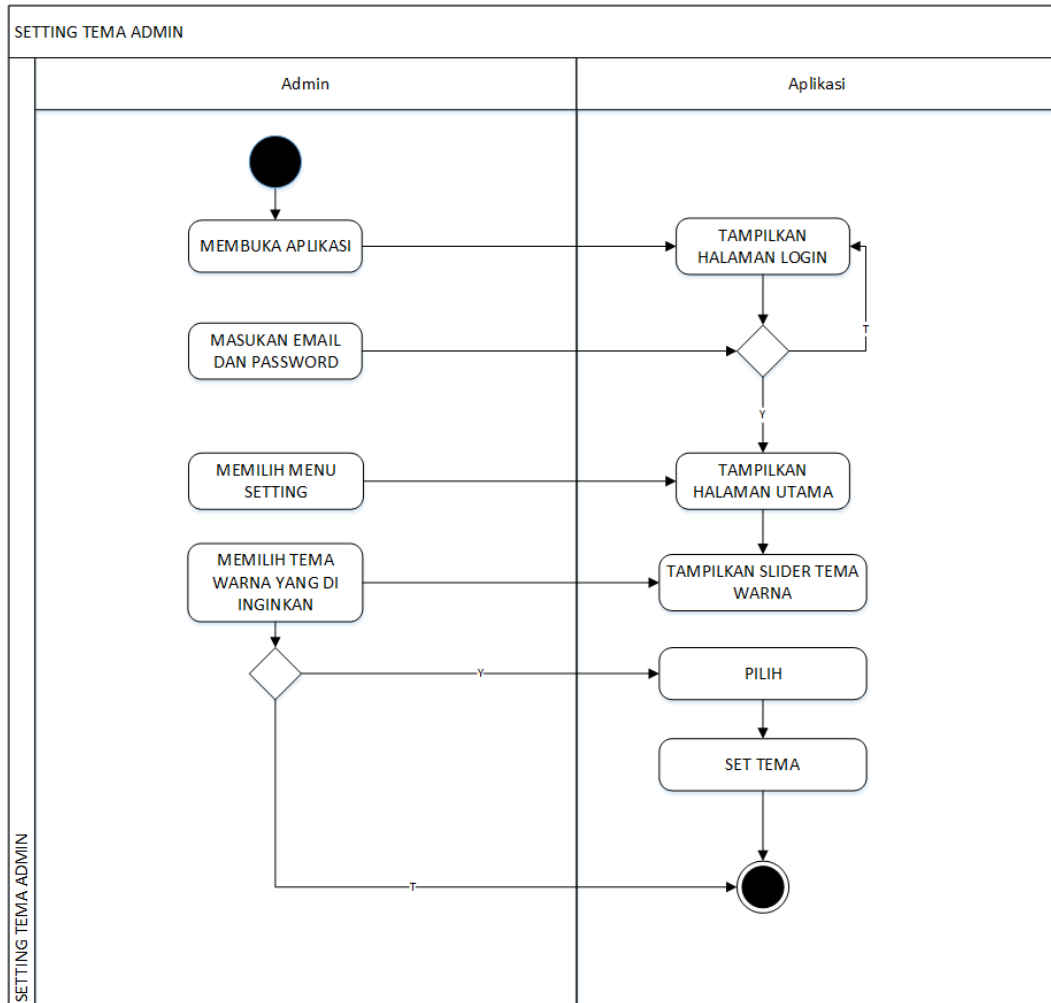 SETTING TEMA ADMIN
Admin
Aplikasi
MEMBUKA APLIKASI
TAMPILKAN
HALAMAN LOGIN
MASUKAN EMAIL
DAN PASSWORD
T
Y
MEMILIH MENU
SETTING
TAMPILKAN
HALAMAN UTAMA
MEMILIH TEMA
WARNA YANG DI
INGINKAN
TAMPILKAN SLIDER TEMA
WARNA
Y
PILIH
SET TEMA
T
SETTING TEMA ADMIN